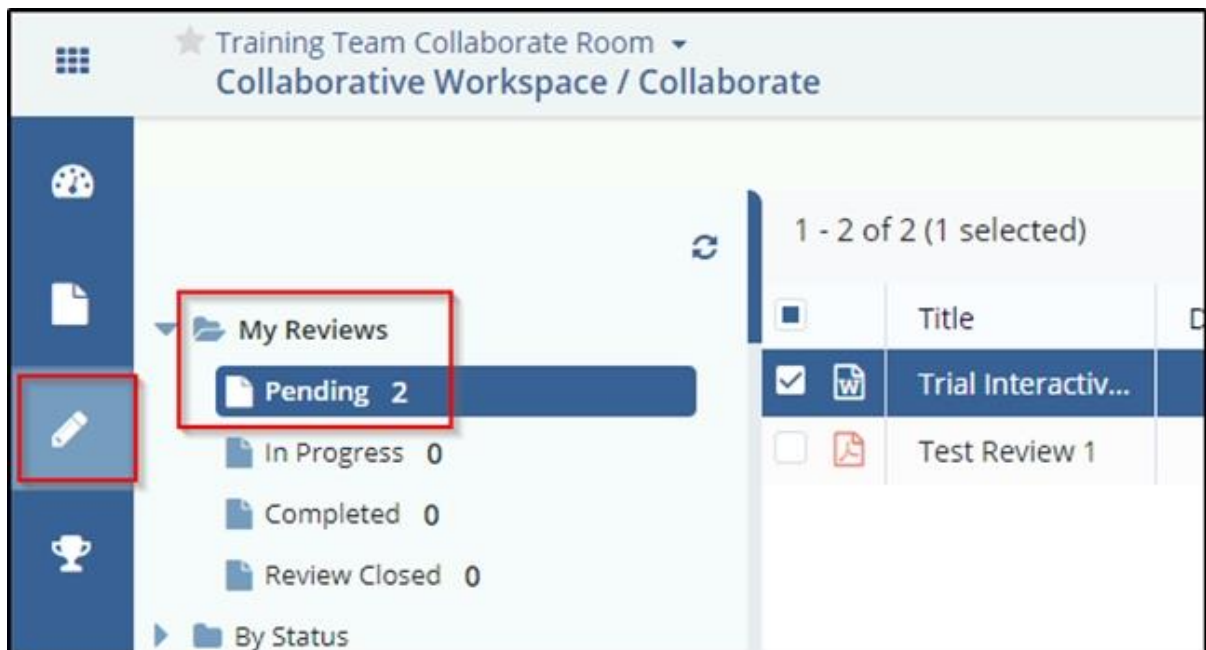 Training Team Collaborate Room
Collaborative Workspace / Collaborate
1 - 2 of 2 (1 selected)
My Reviews
Pending 2
In Progress 0
Completed 0
Review Closed 0
By Status
Title D
W Trial Interactiv...
Test Review 1